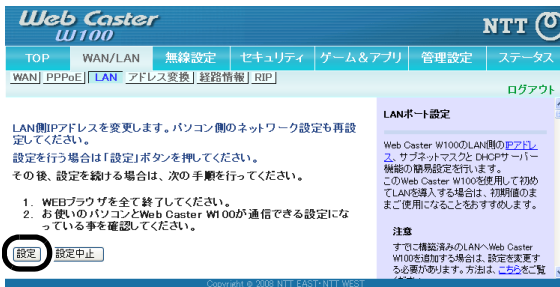 Web Caster
W100
NTT
TOP WAN/LAN 無線設定 セキュリティ ゲーム&アプリ 管理設定 ステータス
WAN| PPPoE| LAN アドレス変換| 経路情報| RIP|
ログアウト
LAN側IPアドレスを変更します。パソコン側のネットワーク設定も再設
定してください。
設定を行う場合は「設定」ボタンを押してください。
その後、設定を続ける場合は、次の手順を行ってください。
1. WEBブラウザを全て終了してください。
2. お使いのパソコンとWeb Caster W100が通信できる設定にな
っている事を確認してください。
設定 設定中止
LANポート設定
Web Caster W100のLAN側のIPアドレ
ス、サブネットマスクとDHCPサーバー
機能の簡易設定を行います。
このWeb Caster W100を使用して初め
てLANを導入する場合は、初期値のま
まご使用になることをおすすめします。
注意
すでに構築済みのLANへWeb Caster
W100を追加する場合は、設定を変更す
る必要があります。方法は、こちらをご覧
Copyright © 2008 NTT EAST・NTT WEST